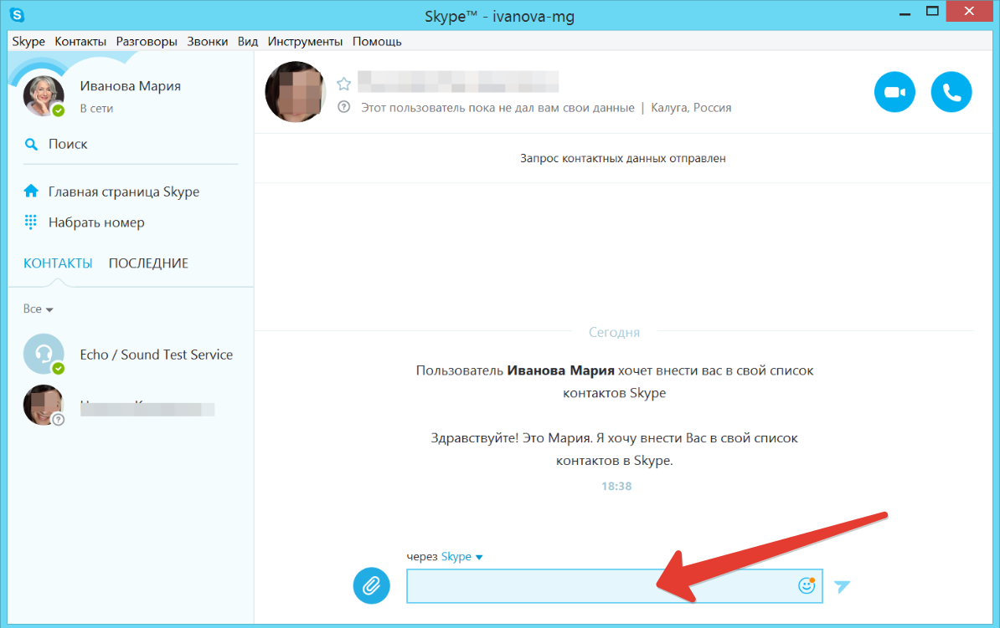 Skype™ - ivanova-mg
Skype Контакты Разговоры Звонки Вид Инструменты Помощь
Иванова Мария
В сети
Поиск
Главная страница Skype
Набрать номер
КОНТАКТЫ ПОСЛЕДНИЕ
Все
Echo / Sound Test Service
Этот пользователь пока не дал вам свои данные | Калуга, Россия
Запрос контактных данных отправлен
Сегодня
Пользователь Иванова Мария хочет внести вас в свой список
контактов Skype
Здравствуйте! Это Мария. Я хочу внести Вас в свой список
контактов в Skype.
18:38
через Skype